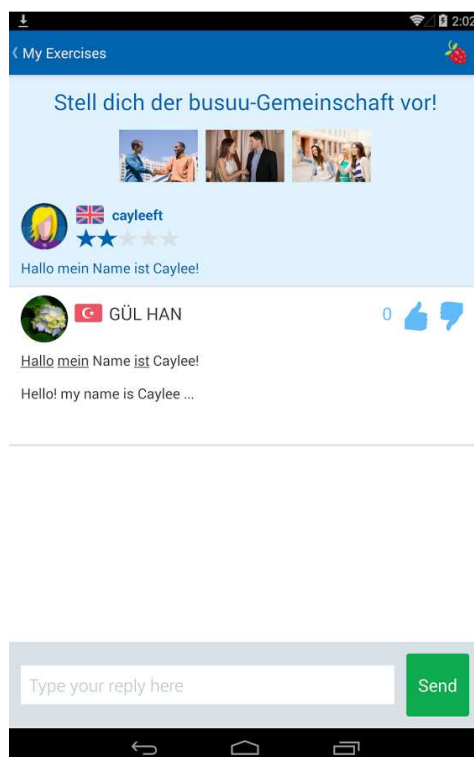 2:02
⟨ My Exercises
Stell dich der busuu-Gemeinschaft vor!
cayleeft
Hallo mein Name ist Caylee!
GÜL HAN
0
Hallo mein Name ist Caylee!
Hello! my name is Caylee ...
Type your reply here
Send